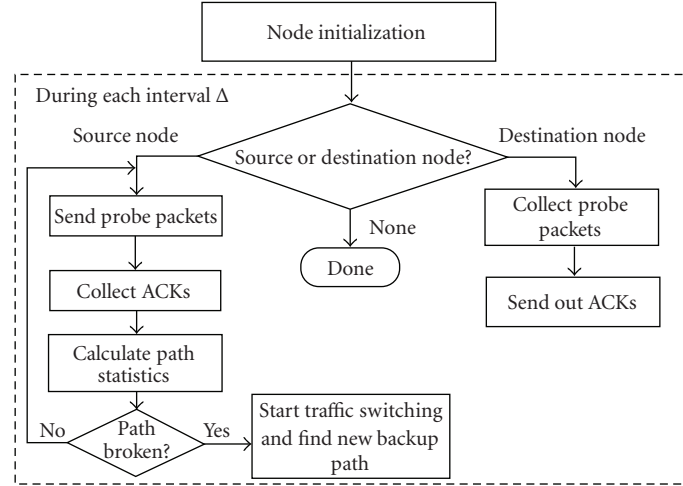 Node initialization
During each interval Δ
Source node
Destination node
Source or destination node?
Send probe packets
None
Collect probe
packets
Done
Collect ACKs
Send out ACKs
Calculate path
statistics
No
Path
broken?
Yes
Start traffic switching
and find new backup
path